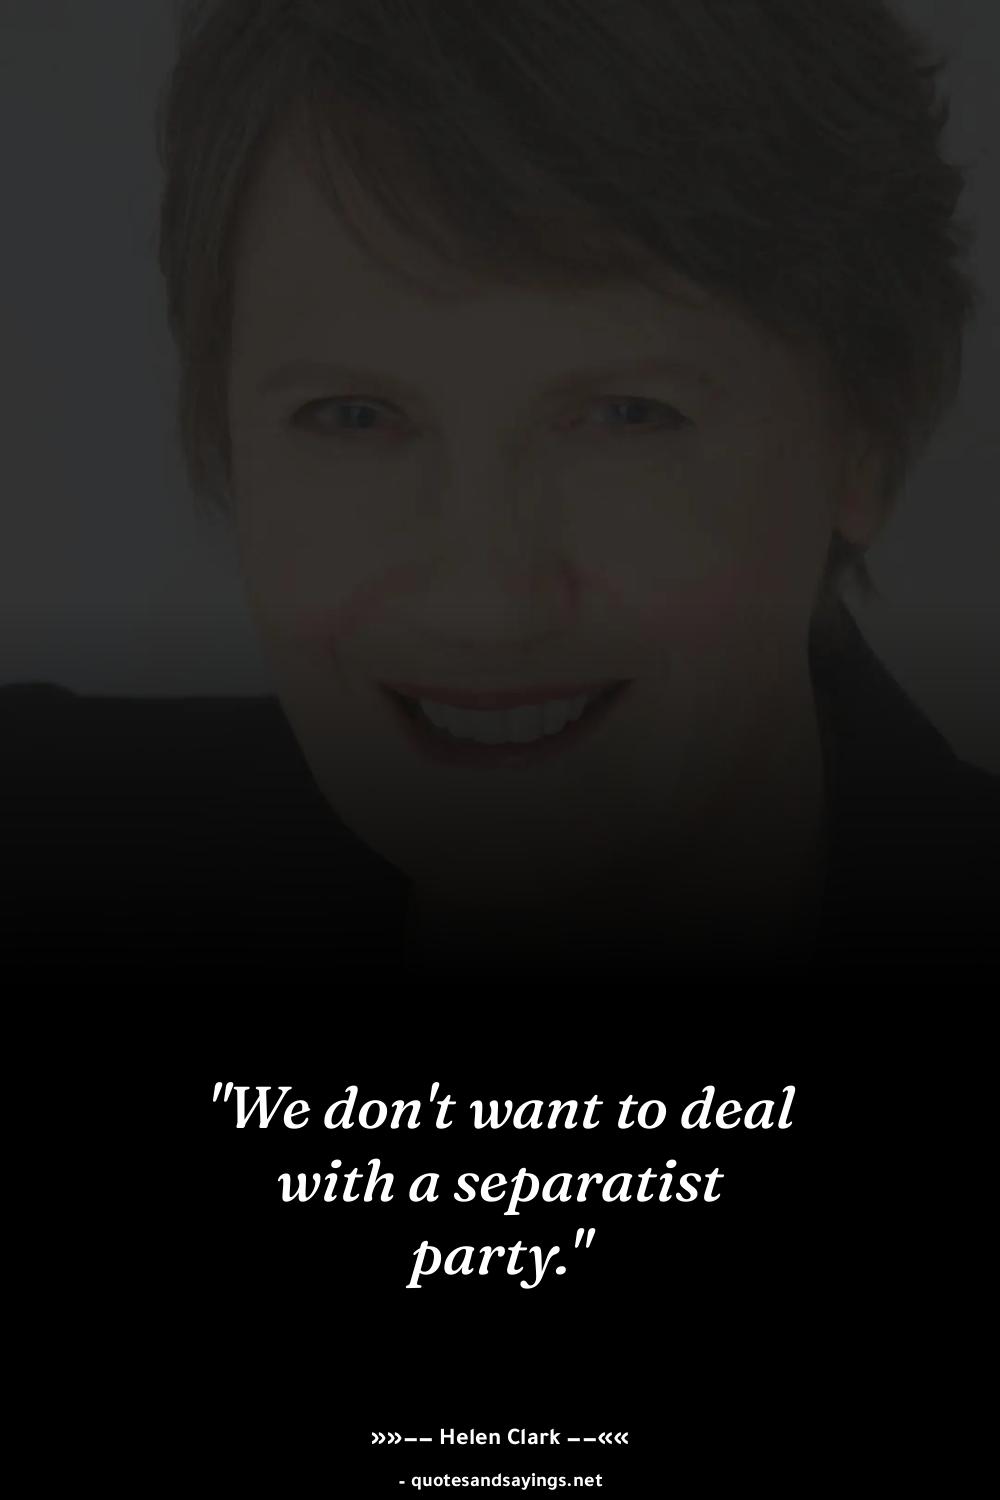 "We don't want to deal
with a separatist
party."
»»−− Helen Clark −−««
- quotesandsayings.net